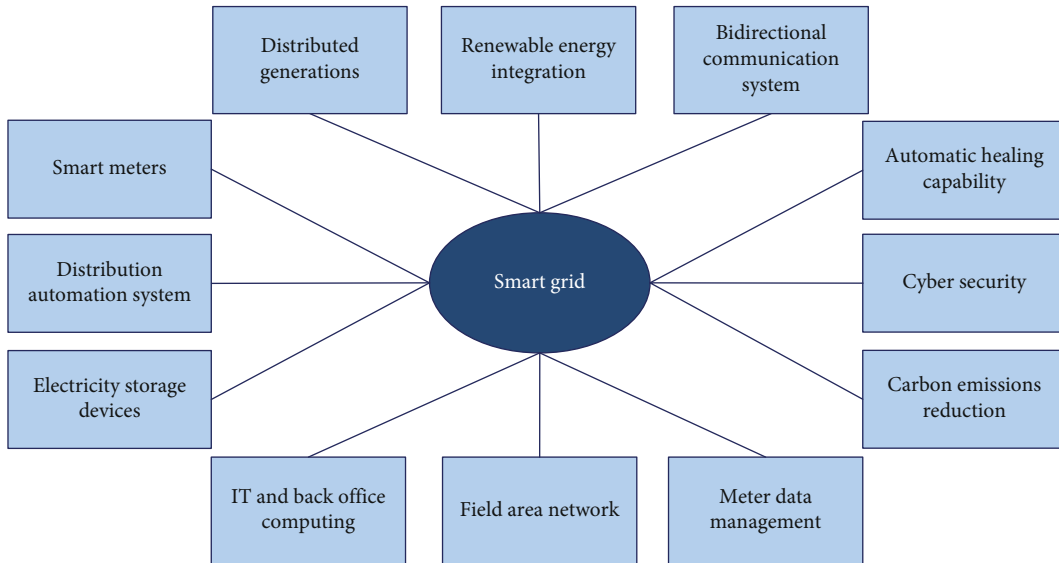 Distributed
generations
Renewable energy
integration
Bidirectional
communication
system
Smart meters
Automatic healing
capability
Distribution
automation system
Smart grid
Cyber security
Electricity storage
devices
Carbon emissions
reduction
IT and back office
computing
Field area network
Meter data
management